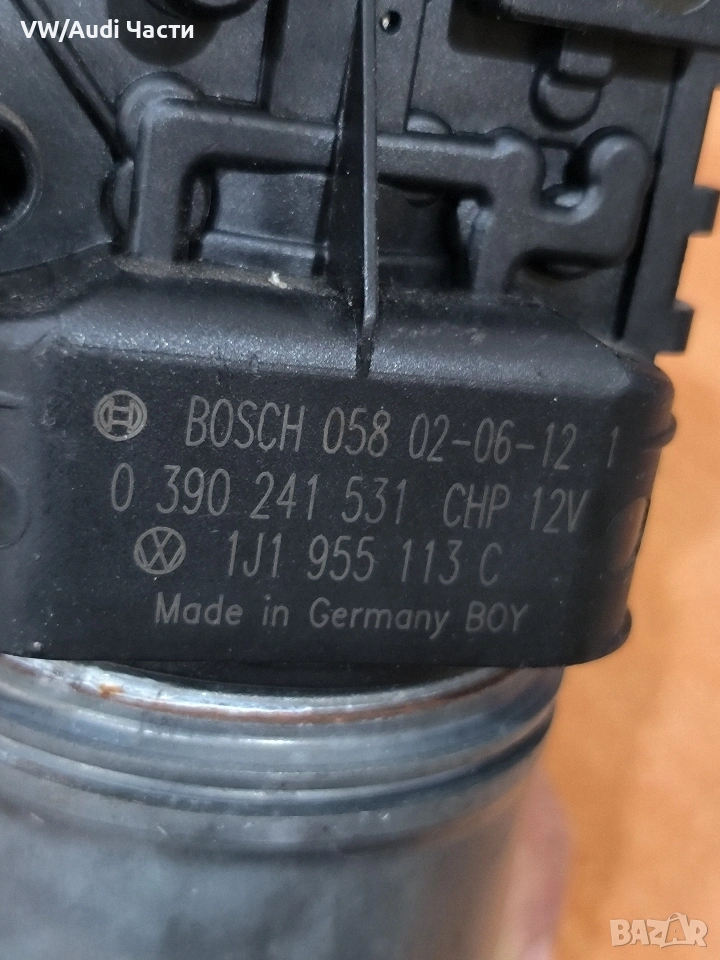 VW/Audi Части
BOSCH 058 02-06-12 1
0 390 241 531 CHP 12V
1J1 955 113 C
Made in Germany BOY
BAZAR